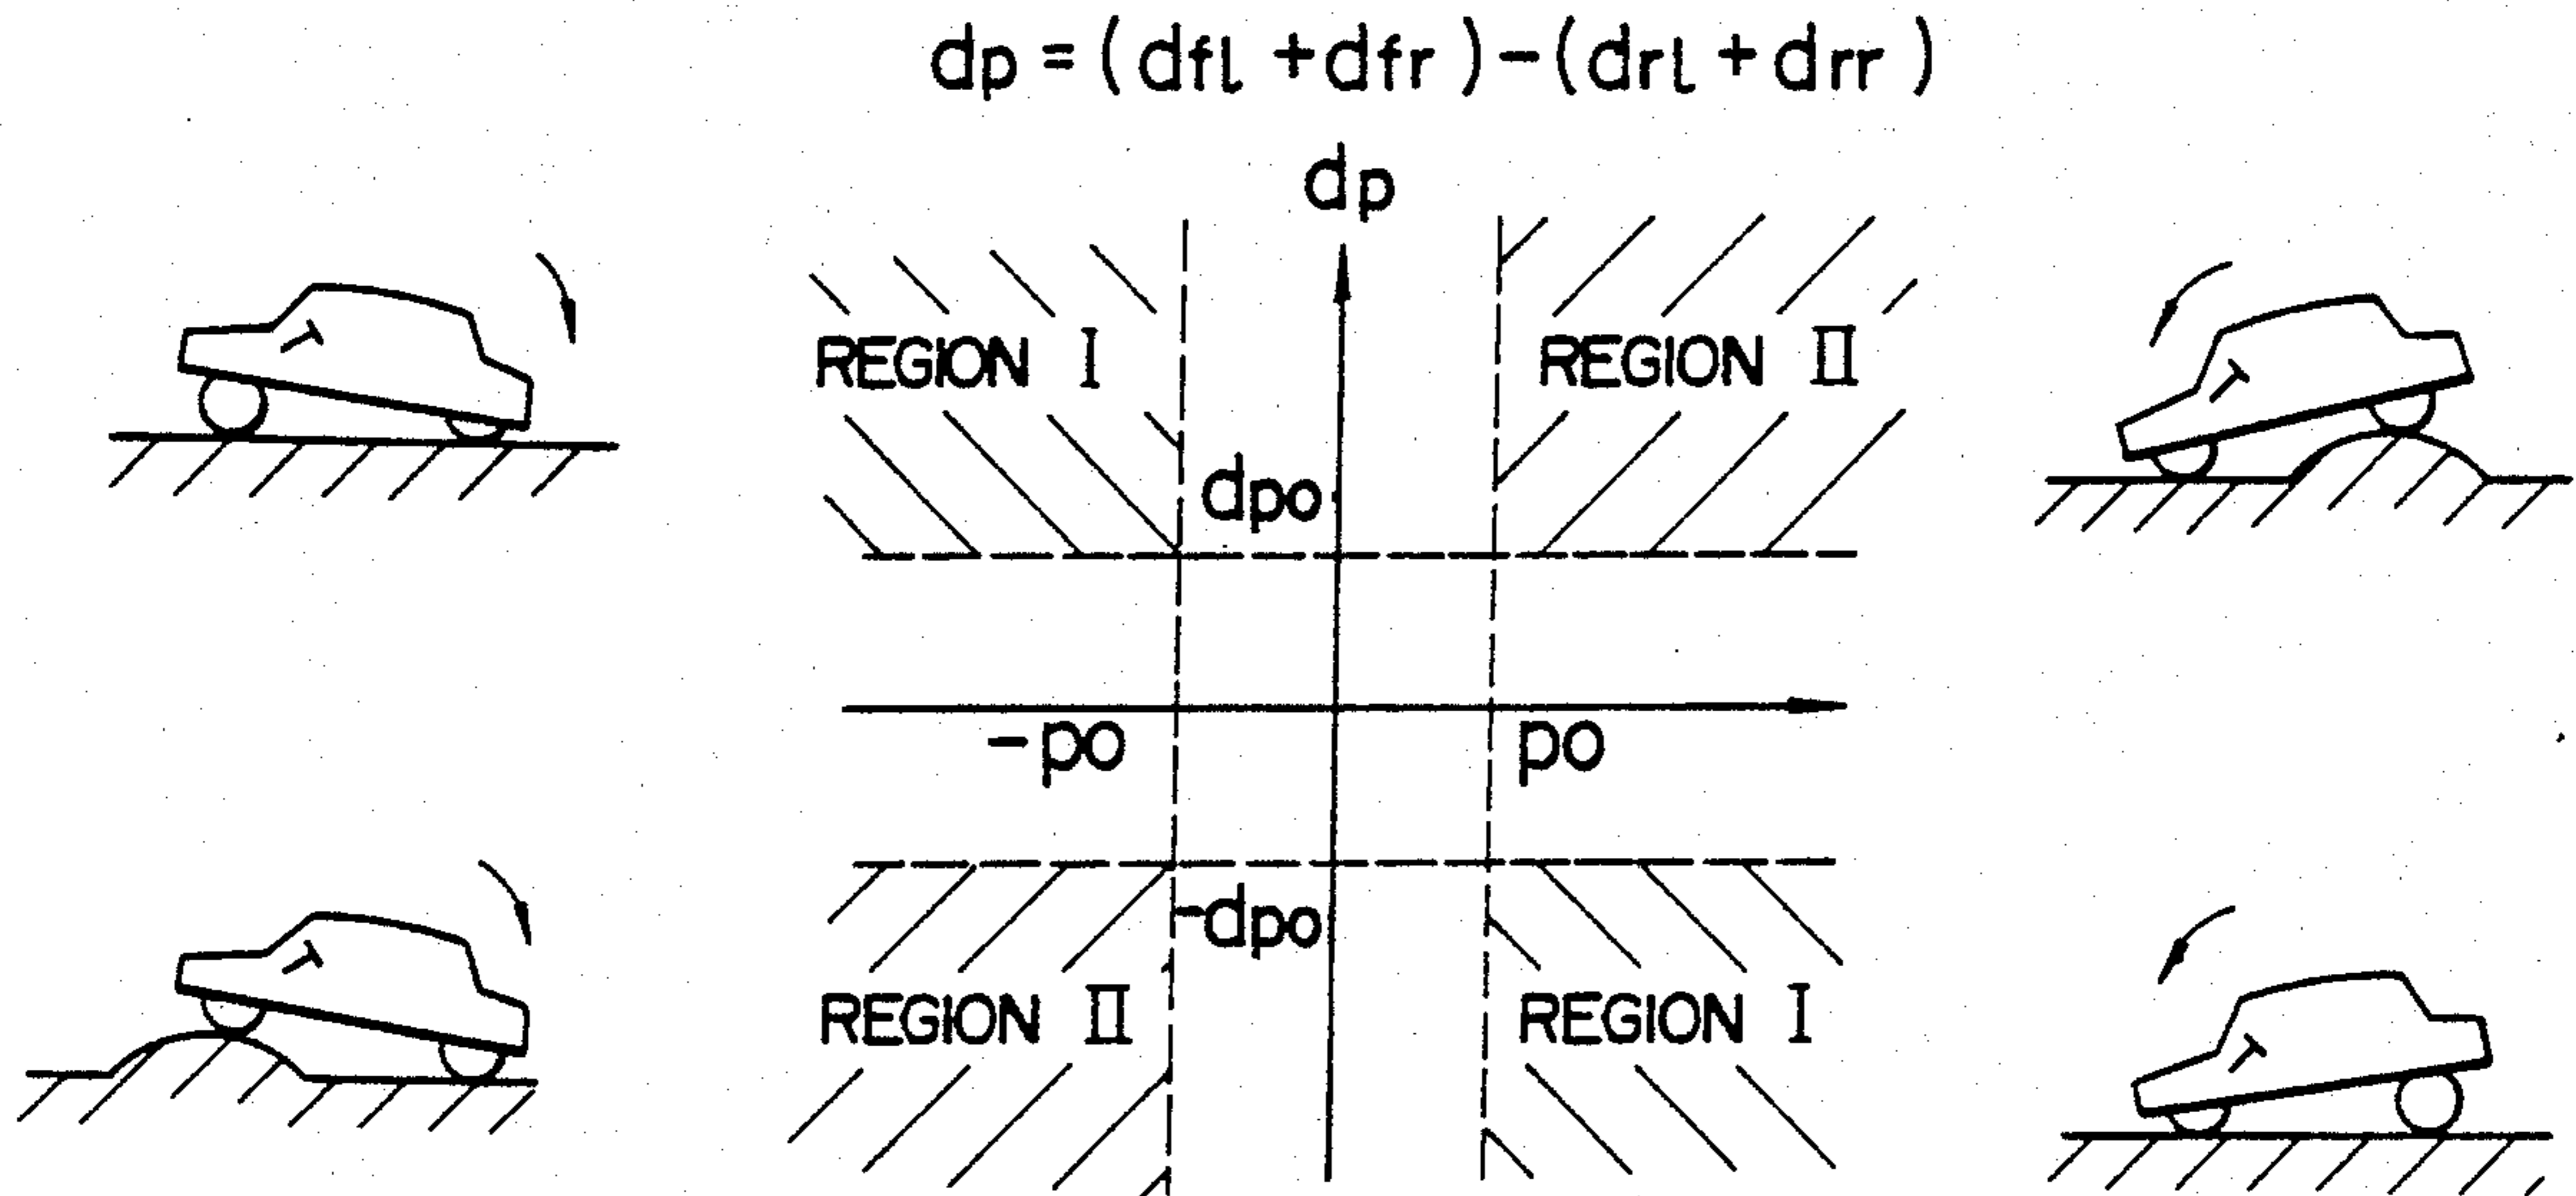 dp = (dfl + dfr) - (drl + drr)
dp
REGION I REGION II
dpo
-po po
-dpo
REGION II REGION I